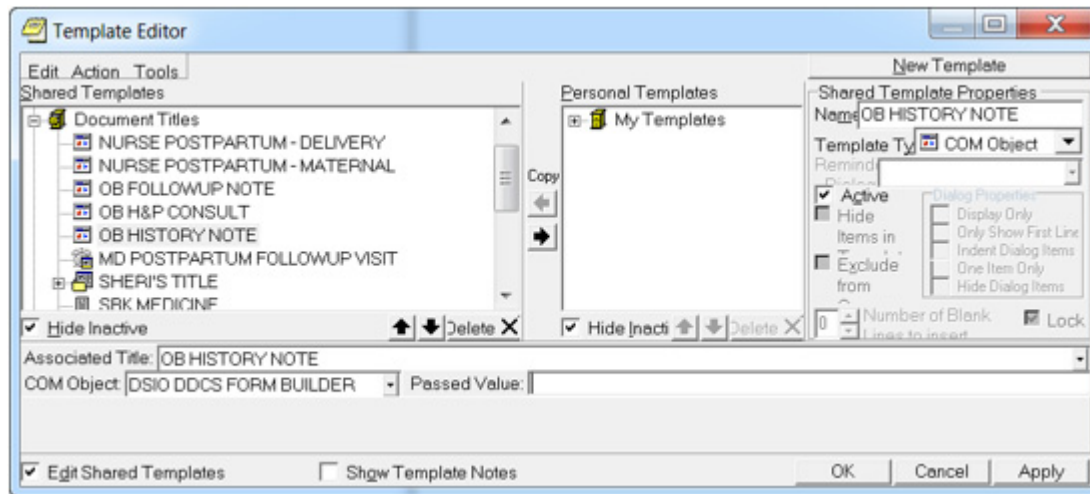 Template Editor
Edit Action Tools
New Template
Shared Templates
Document Titles
NURSE POSTPARTUM - DELIVERY
NURSE POSTPARTUM - MATERNAL
OB FOLLOWUP NOTE
OB H&P CONSULT
OB HISTORY NOTE
MD POSTPARTUM FOLLOWUP VISIT
SHERI'S TITLE
SBK MEDICINE
Hide Inactive
Delete
Copy
Personal Templates
My Templates
Hide Inacti
Delete
Shared Template Properties
Name OB HISTORY NOTE
Template Ty COM Object
Remind
Dialog
Active
Hide
Items in
Exclude
from
Dialog Properties
Display Only
Only Show First Line
Indent Dialog Items
One Item Only
Hide Dialog Items
0 Number of Blank
Lines to insert
Lock
Associated Title: OB HISTORY NOTE
COM Object DSIO DDCS FORM BUILDER Passed Value:
Edit Shared Templates Show Template Notes OK Cancel Apply